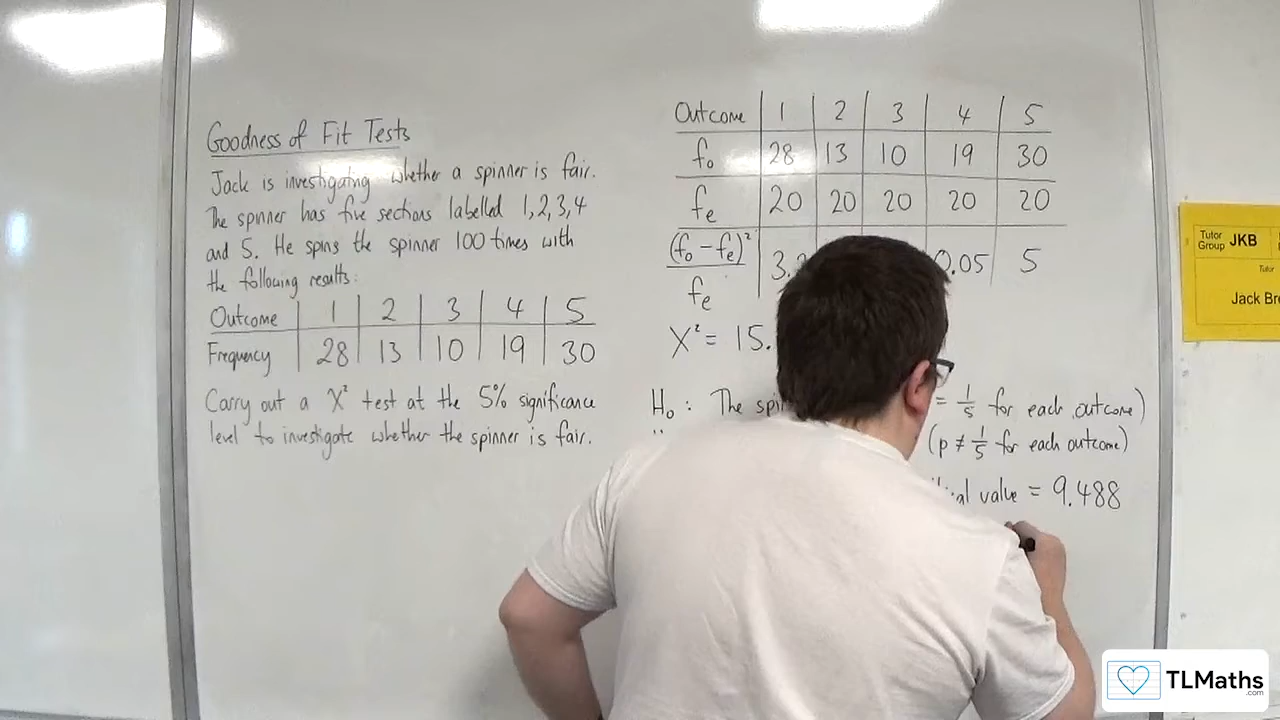 Goodness of Fit Tests
Jack is investigating whether a spinner is fair.
The spinner has five sections labelled 1,2,3,4
and 5. He spins the spinner 100 times with
the following results:
Outcome 1 2 3 4 5
Frequency 28 13 10 19 30
Carry out a X² test at the 5% significance
level to investigate whether the spinner is fair.
Outcome 1 2 3 4 5
fo 28 13 10 19 30
fe 20 20 20 20 20
(fo - fe)²
fe
3. 0.05 5
X² = 15.
H₀ : The = 1/5 for each outcome)
(p ≠ 1/5 for each outcome)
value = 9.488
Tutor
Group JKB
Tutor
Jack
TLMaths
.com